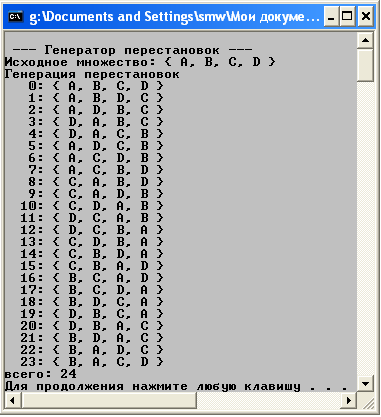 g:\Documents and Settings\smw\Мои докуме...
--- Генератор перестановок ---
Исходное множество: { A, B, C, D }
Генерация перестановок
0: { A, B, C, D }
1: { A, B, D, C }
2: { A, D, B, C }
3: { D, A, B, C }
4: { D, A, C, B }
5: { A, D, C, B }
6: { A, C, D, B }
7: { A, C, B, D }
8: { C, A, B, D }
9: { C, A, D, B }
10: { C, D, A, B }
11: { D, C, A, B }
12: { D, C, B, A }
13: { C, D, B, A }
14: { C, B, D, A }
15: { C, B, A, D }
16: { B, C, A, D }
17: { B, C, D, A }
18: { B, D, C, A }
19: { D, B, C, A }
20: { D, B, A, C }
21: { B, D, A, C }
22: { B, A, D, C }
23: { B, A, C, D }
всего: 24
Для продолжения нажмите любую клавишу . . .